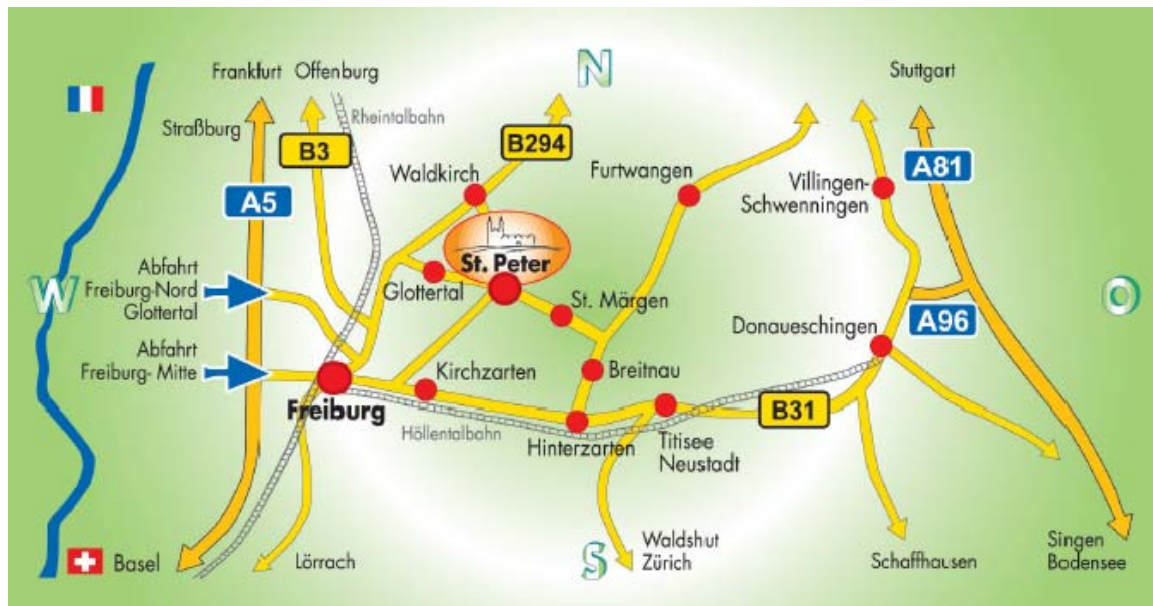 N
Frankfurt Offenburg
Stuttgart
Straßburg
Rheintalbahn
B3
B294
A5
A81
Waldkirch
Furtwangen
Villingen-
Schwenningen
St. Peter
Abfahrt
Freiburg-Nord
Glottertal
W
Glottertal
St. Märgen
O
A96
Donaueschingen
Abfahrt
Freiburg- Mitte
Kirchzarten
Breitnau
Freiburg
B31
Höllentalbahn
Hinterzarten
Titisee
Neustadt
Basel
Lörrach
S
Waldshut
Zürich
Schaffhausen
Singen
Bodensee